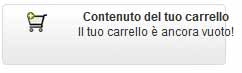 Contenuto del tuo carrello
Il tuo carrello è ancora vuoto!